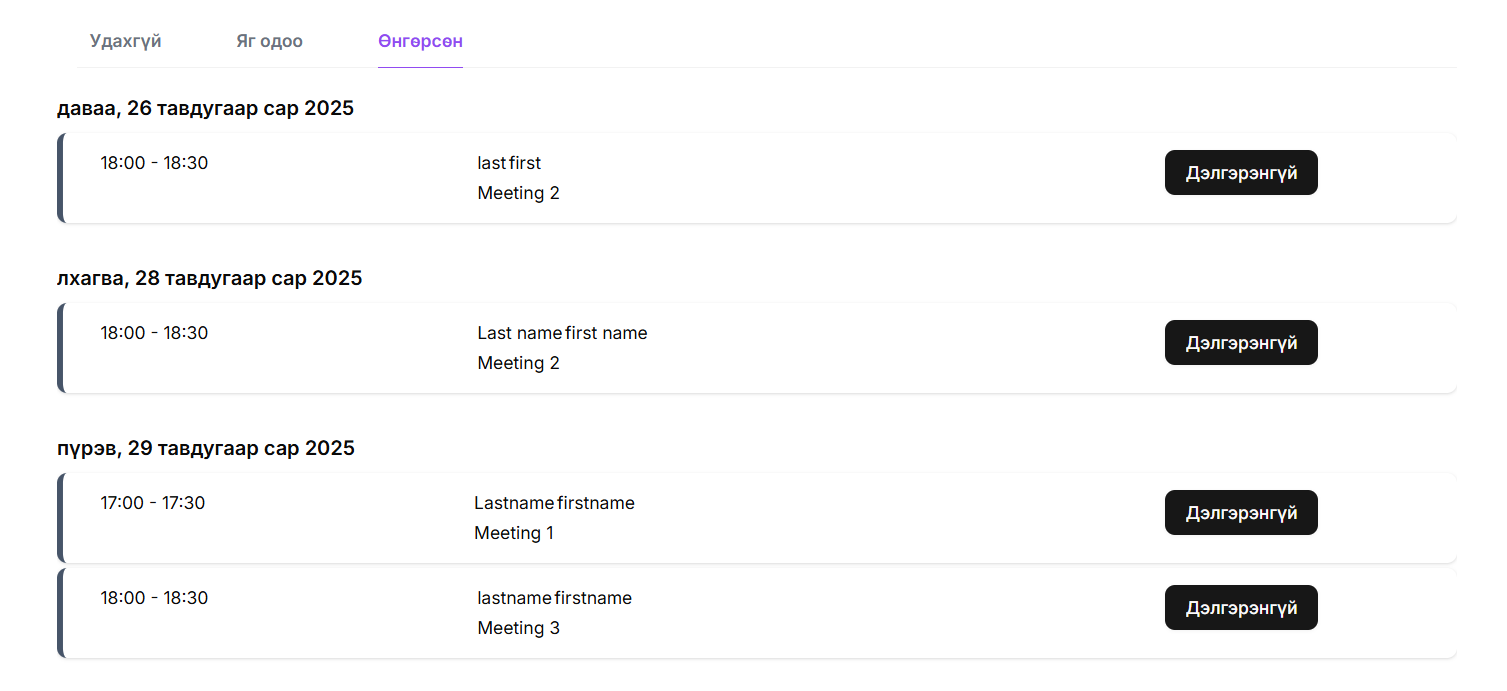 Удахгүй Яг одоо Өнгөрсөн
даваа, 26 тавдугаар сар 2025
18:00 - 18:30 last first Дэлгэрэнгүй
Meeting 2
лхагва, 28 тавдугаар сар 2025
18:00 - 18:30 Last name first name Дэлгэрэнгүй
Meeting 2
пүрэв, 29 тавдугаар сар 2025
17:00 - 17:30 Lastname firstname Дэлгэрэнгүй
Meeting 1
18:00 - 18:30 lastname firstname Дэлгэрэнгүй
Meeting 3